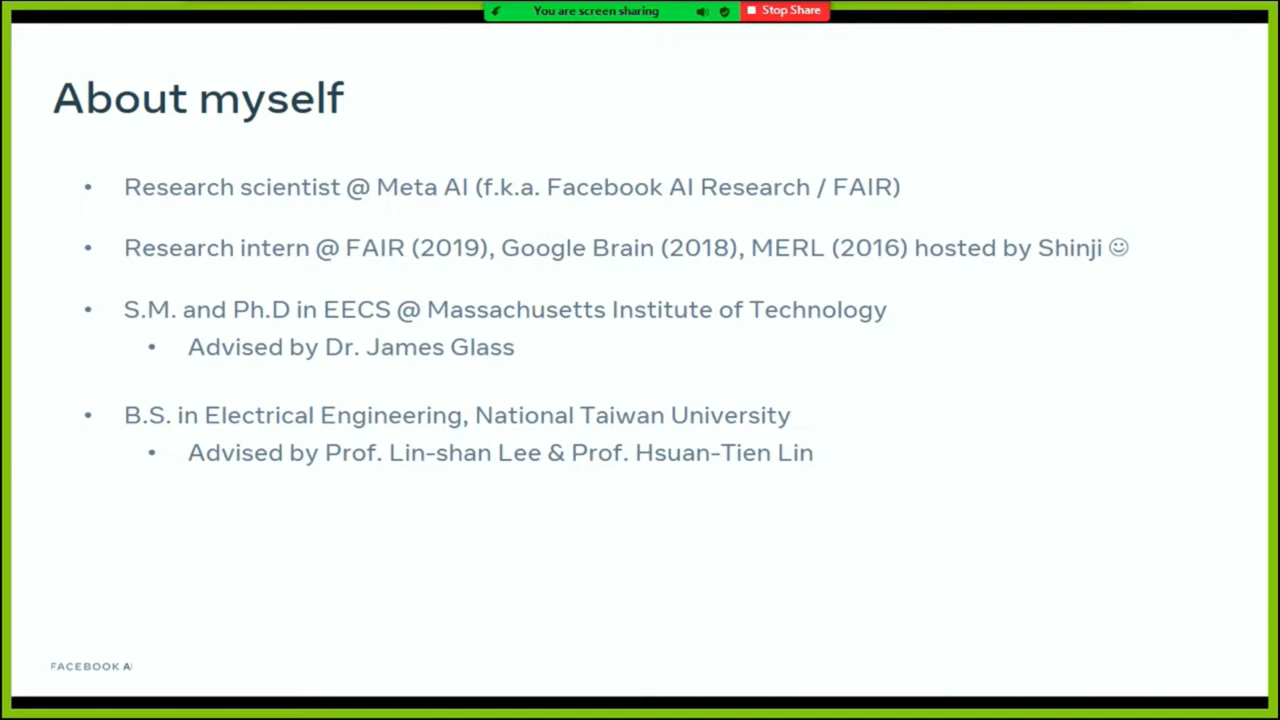 You are screen sharing
Stop Share
About myself
• Research scientist @ Meta AI (f.k.a. Facebook AI Research / FAIR)
• Research intern @ FAIR (2019), Google Brain (2018), MERL (2016) hosted by Shinji ☺
• S.M. and Ph.D in EECS @ Massachusetts Institute of Technology
• Advised by Dr. James Glass
• B.S. in Electrical Engineering, National Taiwan University
• Advised by Prof. Lin-shan Lee & Prof. Hsuan-Tien Lin
FACEBOOK AI